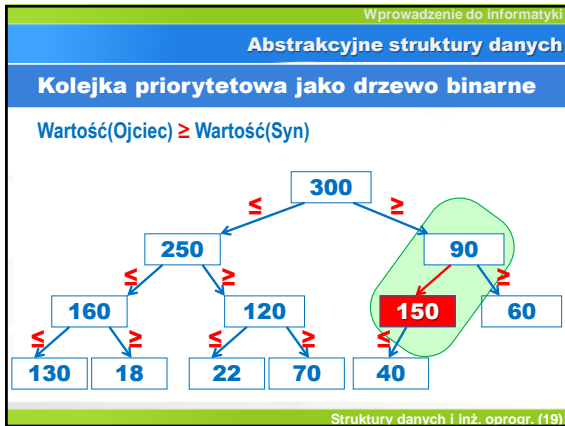 Wprowadzenie do informatyki
Abstrakcyjne struktury danych
Kolejka priorytetowa jako drzewo binarne
Wartość(Ojciec) ≥ Wartość(Syn)
300
≤ ≥
250 90
≤ ≥ ≥
160 120 150 60
≤ ≥ ≤ ≥ ≤
130 18 22 70 40
Struktury danych i inż. oprogr. (19)